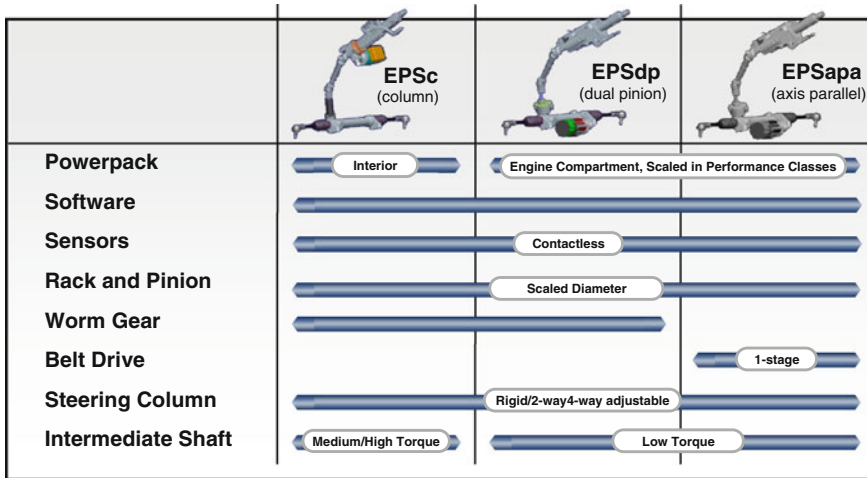 EPSc
(column)
EPSdp
(dual pinion)
EPSapa
(axis parallel)
Powerpack
Interior
Engine Compartment, Scaled in Performance Classes
Software
Sensors
Contactless
Rack and Pinion
Scaled Diameter
Worm Gear
Belt Drive
1-stage
Steering Column
Rigid/2-way4-way adjustable
Intermediate Shaft
Medium/High Torque
Low Torque